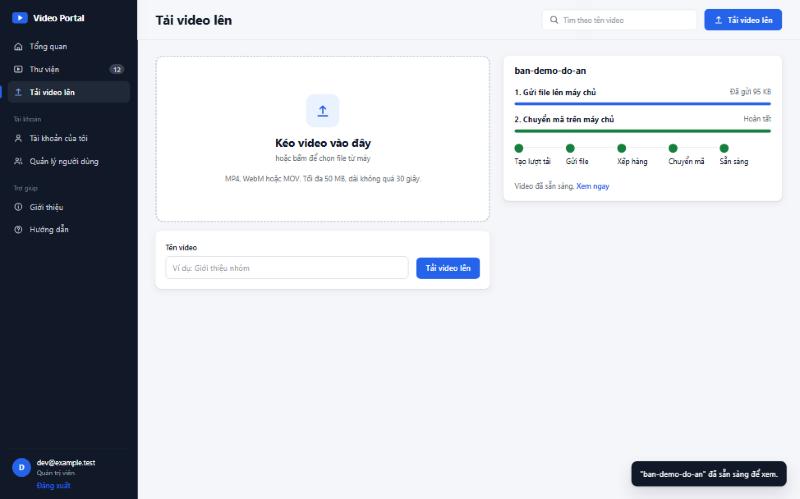 Video Portal
Tổng quan
Thư viện 12
Tải video lên
Tài khoản
Tài khoản của tôi
Quản lý người dùng
Trợ giúp
Giới thiệu
Hướng dẫn
D
dev@example.test
Quản trị viên
Đăng xuất
Tải video lên
Tìm theo tên video
Tải video lên
Kéo video vào đây
hoặc bấm để chọn file từ máy
MP4, WebM hoặc MOV. Tối đa 50 MB, dài không quá 30 giây.
Tên video
Ví dụ: Giới thiệu nhóm
Tải video lên
ban-demo-do-an
1. Gửi file lên máy chủ Đã gửi 95 KB
2. Chuyển mã trên máy chủ Hoàn tất
Tạo lượt tải Gửi file Xếp hàng Chuyển mã Sẵn sàng
Video đã sẵn sàng. Xem ngay
"ban-demo-do-an" đã sẵn sàng để xem.